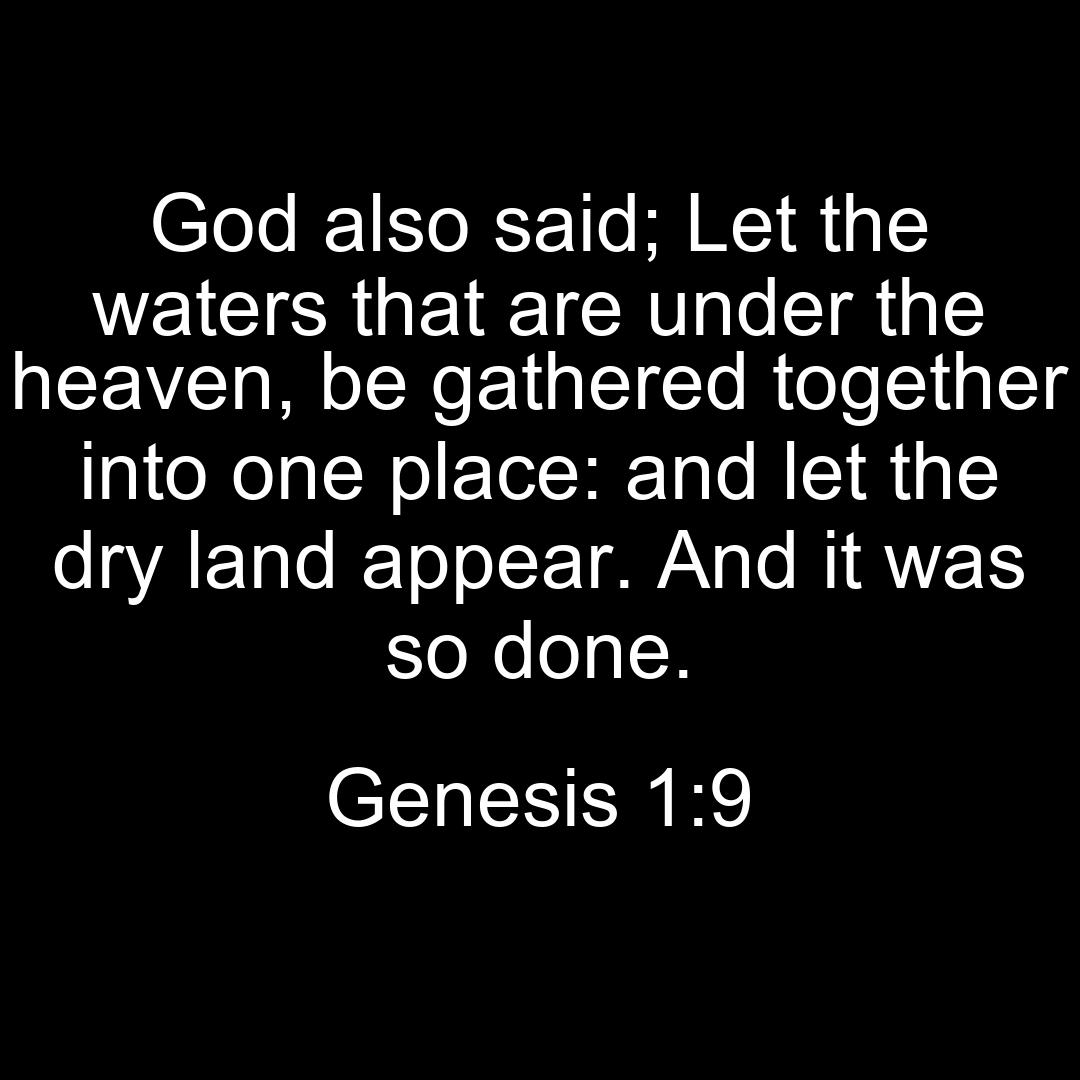 God also said; Let the
waters that are under the
heaven, be gathered together
into one place: and let the
dry land appear. And it was
so done.
Genesis 1:9